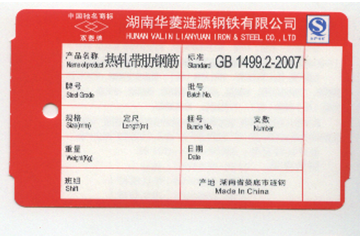 中国驰名商标
湖南华菱涟源钢铁有限公司
HUNAN VALIN LIANYUAN IRON & STEEL CO., LTD
产品名称 热轧带肋钢筋 标准 GB 1499.2-2007
Name of product Standard
牌号 批号
Steel Grade Batch No.
规格 定尺 捆号 支数
Size(mm) Length(m) Bundle No. Number
重量 日期
Weight(Kg) Date
班组 产地 湖南省娄底市涟钢
Shift Made in China